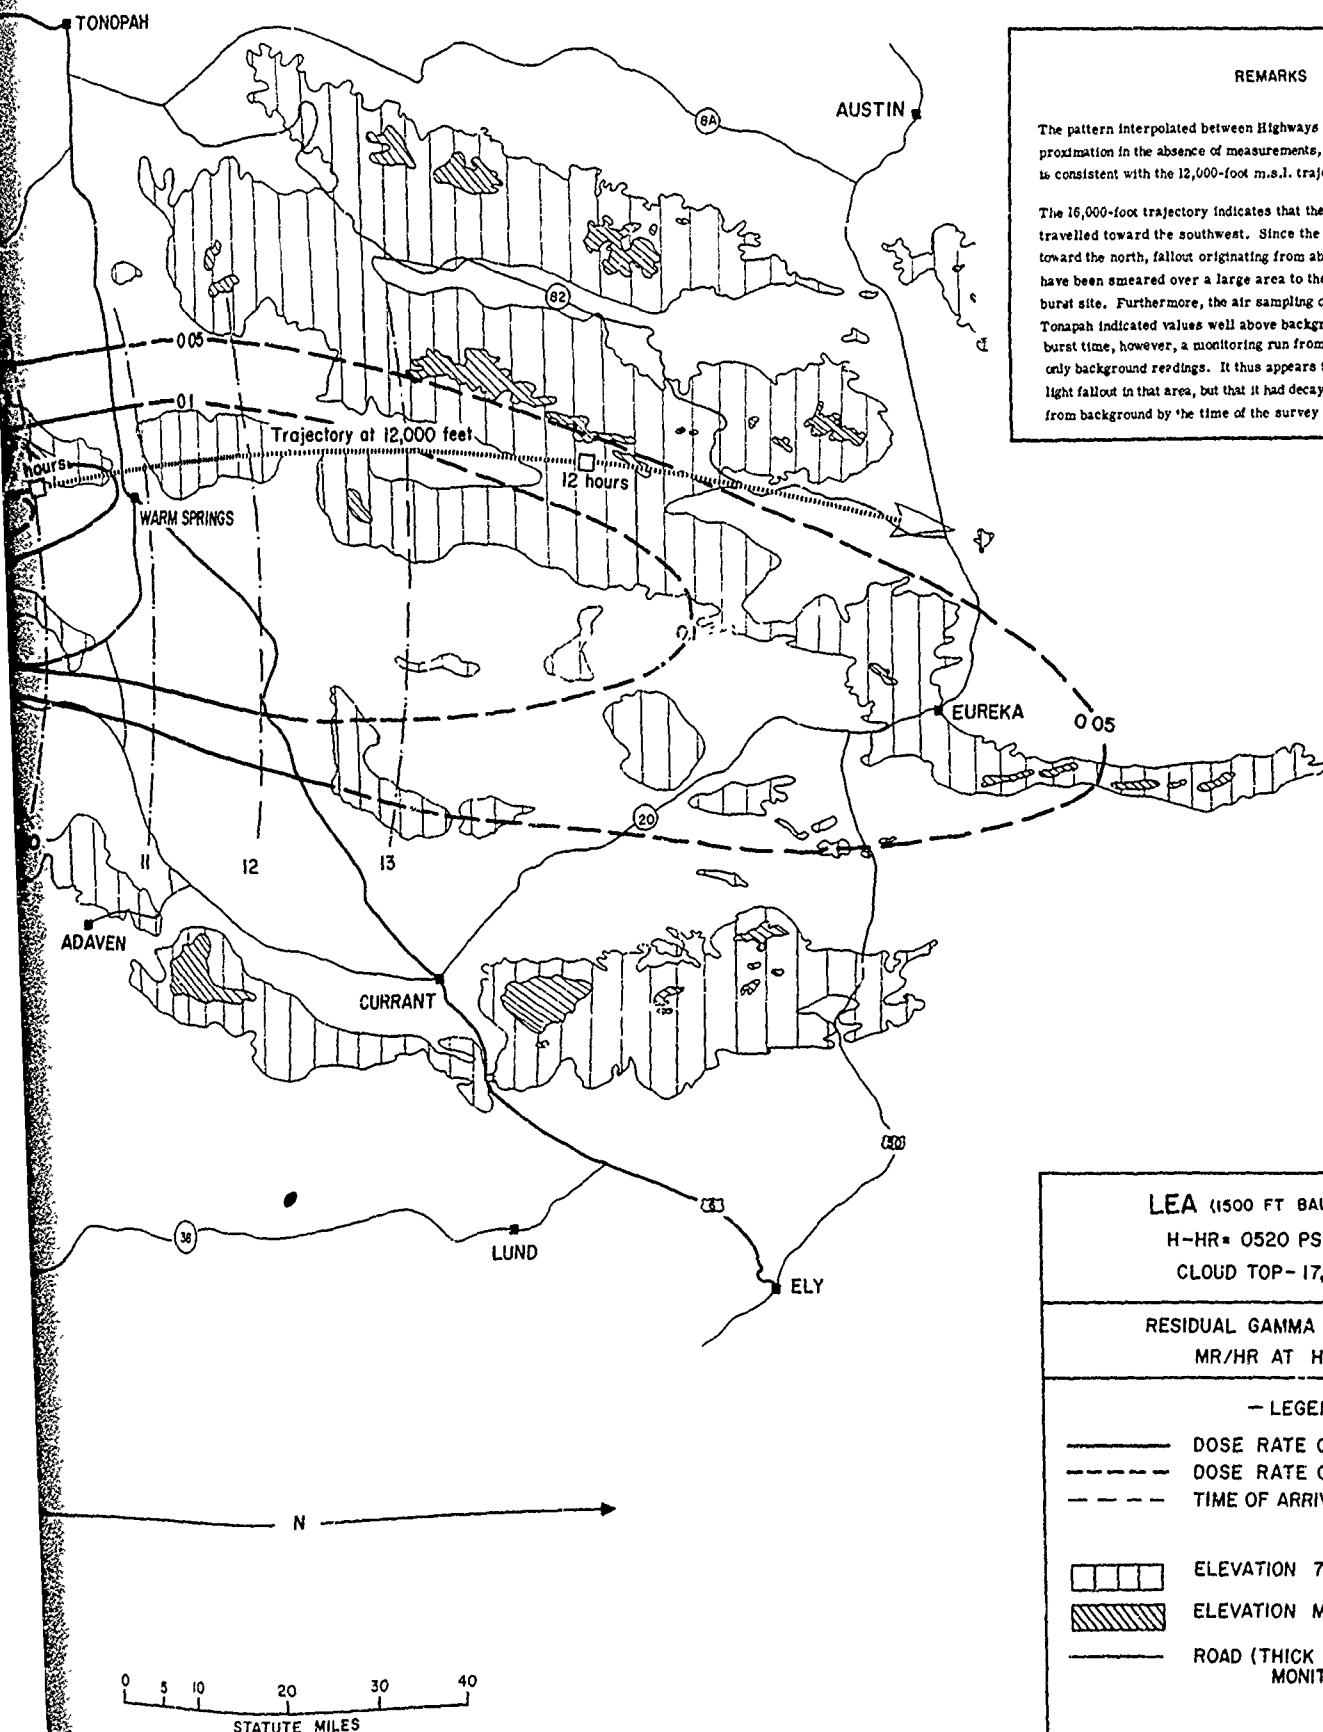 TONOPAH
AUSTIN
8A
82
0.05
0.1
Trajectory at 12,000 feet
hours
12 hours
WARM SPRINGS
0.1
EUREKA
0.05
20
11
12
13
ADAVEN
CURRANT
50
6
38
LUND
ELY
N
0 5 10 20 30 40
STATUTE MILES
REMARKS
The pattern interpolated between Highways
proximation in the absence of measurements,
is consistent with the 12,000-foot m.s.l. traj
The 16,000-foot trajectory indicates that the
travelled toward the southwest. Since the
toward the north, fallout originating from ab
have been smeared over a large area to the
burst site. Furthermore, the air sampling
Tonapah indicated values well above backgr
burst time, however, a monitoring run from
only background readings. It thus appears
light fallout in that area, but that it had decay
from background by the time of the survey
LEA (1500 FT BAL
H-HR= 0520 PS
CLOUD TOP- 17,
RESIDUAL GAMMA
MR/HR AT H
- LEGE
DOSE RATE
DOSE RATE
TIME OF ARRI
ELEVATION 7
ELEVATION M
ROAD (THICK
MONIT